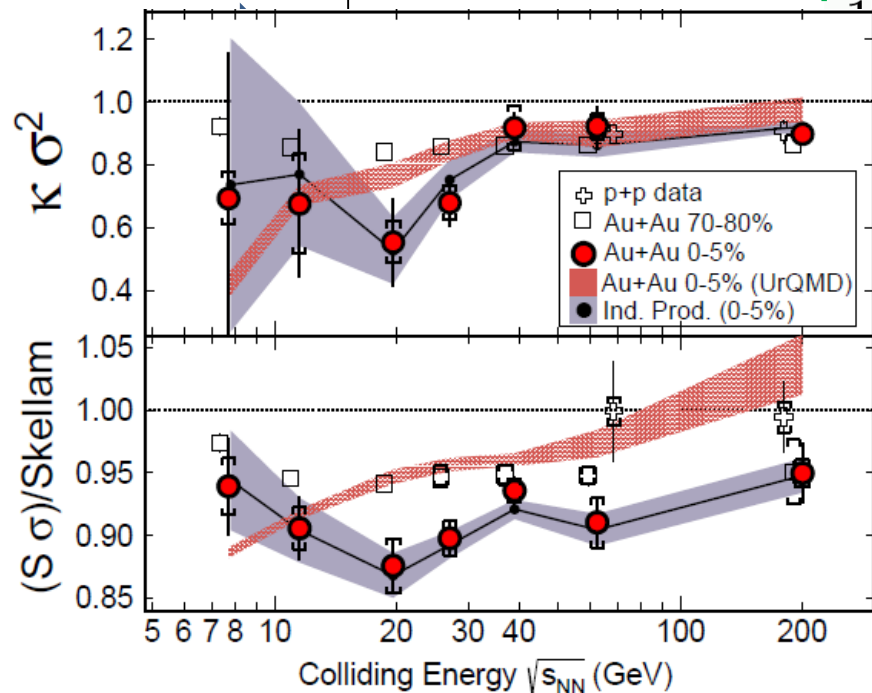 κ σ²
1.0
0.8
0.6
0.4
p+p data
Au+Au 70-80%
Au+Au 0-5%
Au+Au 0-5% (UrQMD)
Ind. Prod. (0-5%)
(S σ)/Skellam
1.05
1.00
0.95
0.90
0.85
5 6 7 8 10 20 30 40 100 200
Colliding Energy √sNN (GeV)